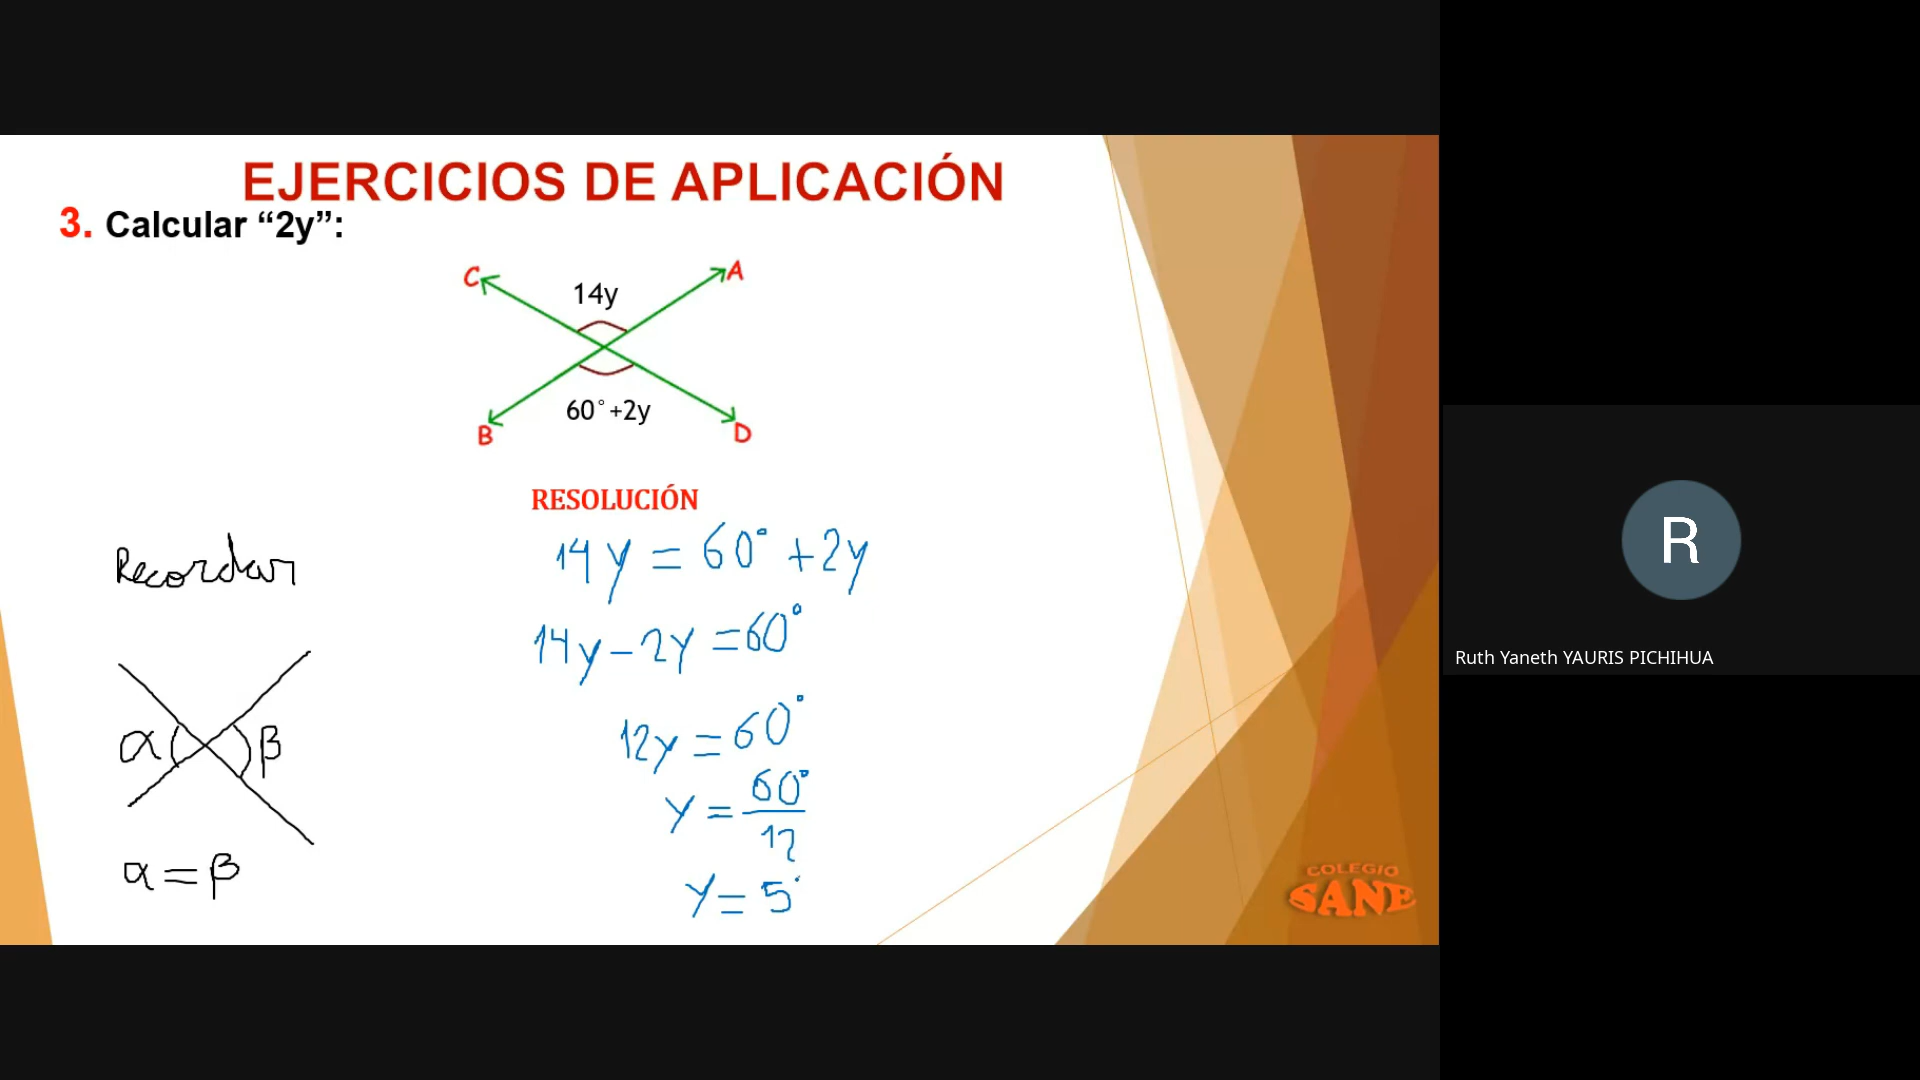 EJERCICIOS DE APLICACIÓN
3. Calcular “2y”:
C
A
14y
60°+2y
B
D
RESOLUCIÓN
14y = 60° + 2y
14y - 2y = 60°
12y = 60°
y = 60° / 12
y = 5°
Recordar
α β
α = β
COLEGIO
SANE
R
Ruth Yaneth YAURIS PICHIHUA